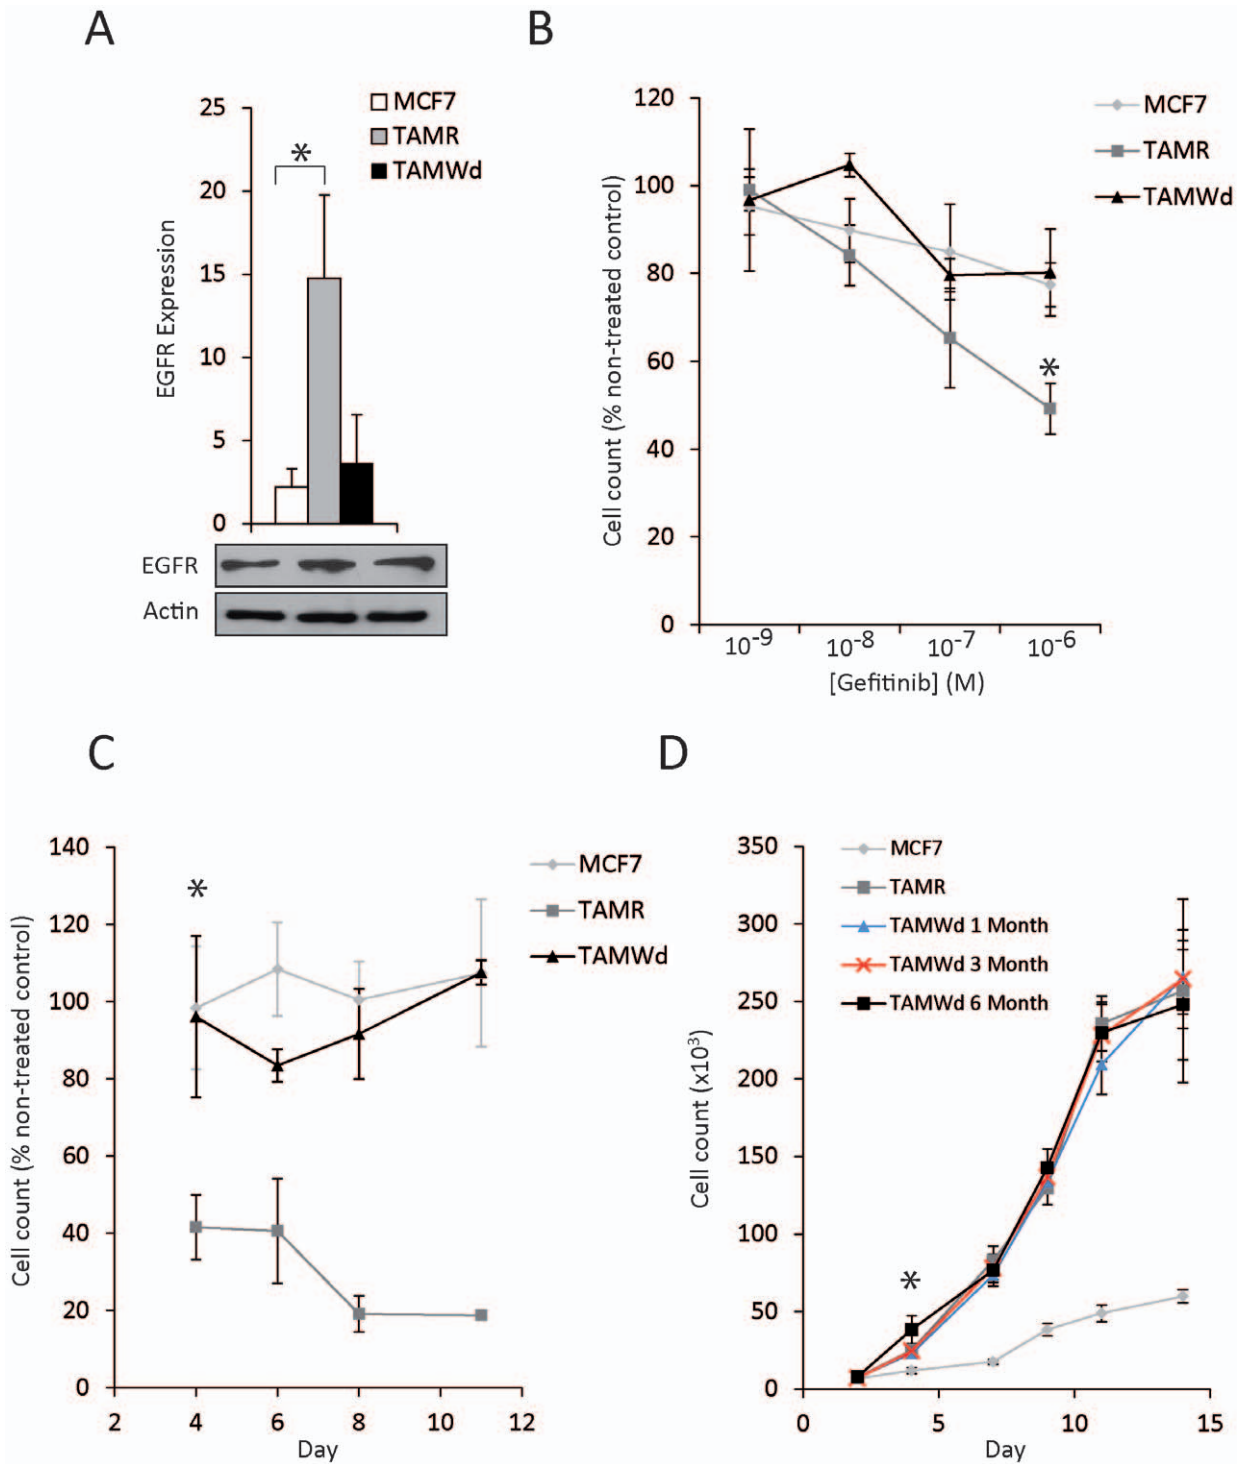 A
MCF7
TAMR
TAMWd
*
25
20
15
10
5
0
EGFR Expression
EGFR
Actin
B
MCF7
TAMR
TAMWd
120
100
80
60
40
20
0
*
Cell count (% non-treated control)
10-9 10-8 10-7 10-6
[Gefitinib] (M)
C
MCF7
TAMR
TAMWd
*
140
120
100
80
60
40
20
0
Cell count (% non-treated control)
2 4 6 8 10 12
Day
D
MCF7
TAMR
TAMWd 1 Month
TAMWd 3 Month
TAMWd 6 Month
*
350
300
250
200
150
100
50
0
Cell count (x10³)
0 5 10 15
Day